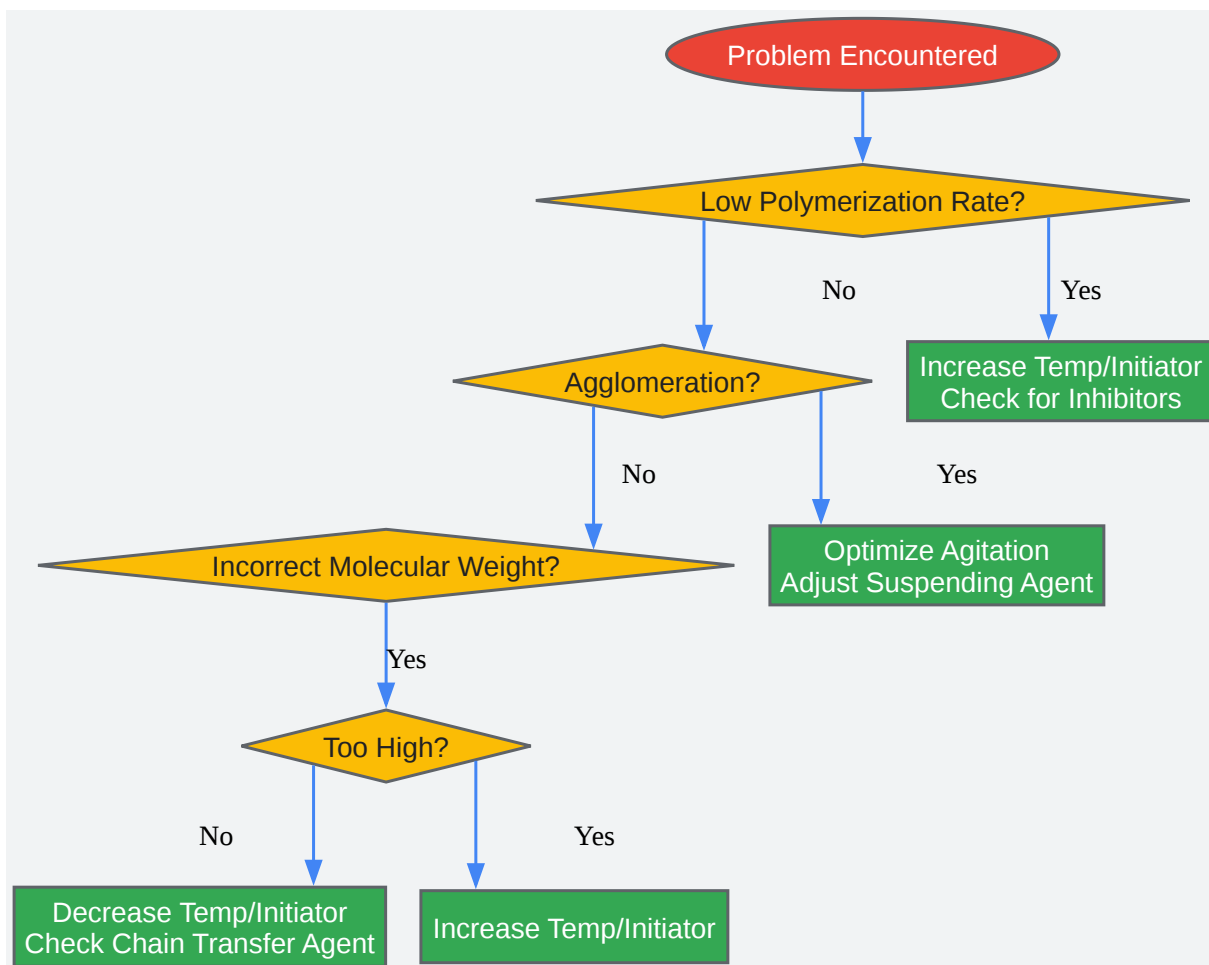 Problem Encountered
Low Polymerization Rate?
No
Yes
Agglomeration?
Increase Temp/Initiator
Check for Inhibitors
No
Yes
Incorrect Molecular Weight?
Optimize Agitation
Adjust Suspending Agent
Yes
Too High?
No
Yes
Decrease Temp/Initiator
Check Chain Transfer Agent
Increase Temp/Initiator